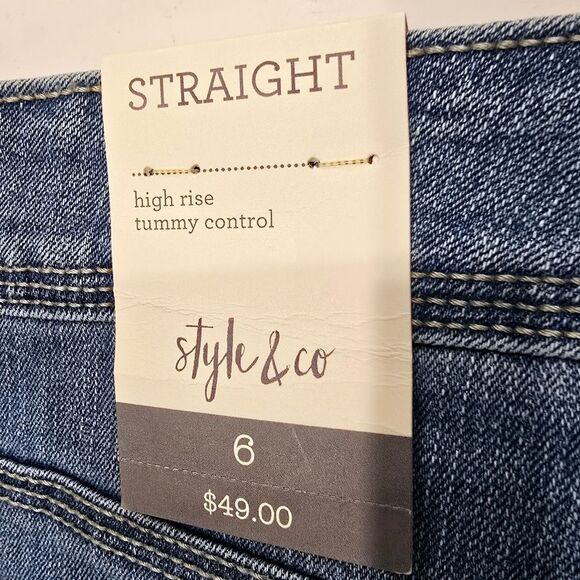 STRAIGHT
high rise
tummy control
style & co
6
$49.00